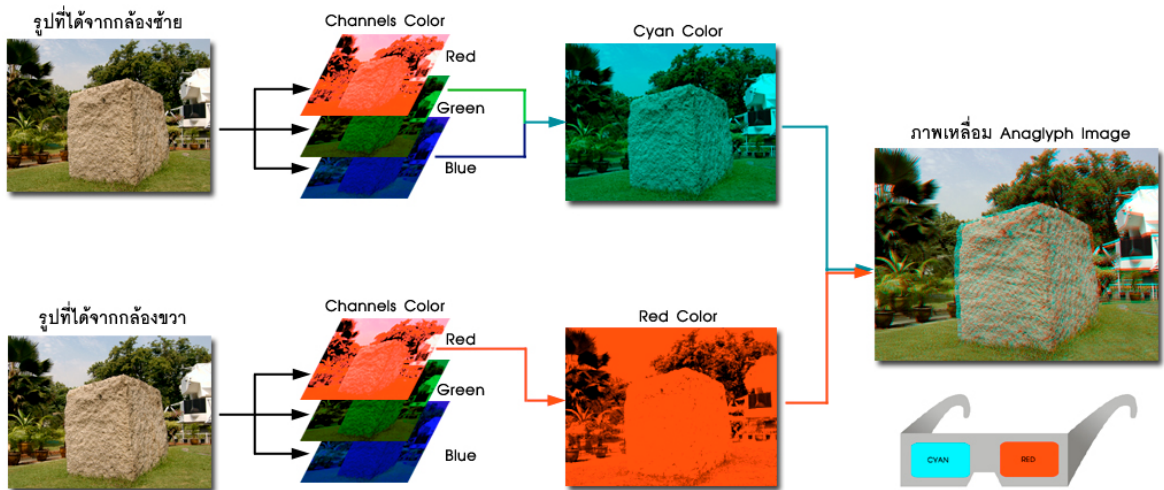 รูปที่ได้จากกล้องซ้าย
Channels Color
Red
Green
Blue
Cyan Color
ภาพเหลื่อม Anaglyph Image
รูปที่ได้จากกล้องขวา
Channels Color
Red
Green
Blue
Red Color
CYAN
RED